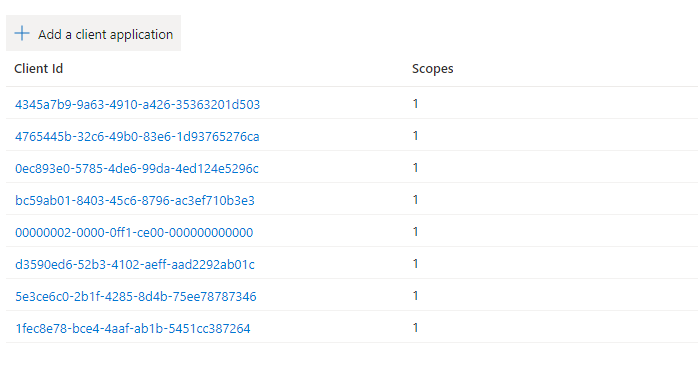 Add a client application
Client Id Scopes
4345a7b9-9a63-4910-a426-35363201d503 1
4765445b-32c6-49b0-83e6-1d93765276ca 1
0ec893e0-5785-4de6-99da-4ed124e5296c 1
bc59ab01-8403-45c6-8796-ac3ef710b3e3 1
00000002-0000-0ff1-ce00-000000000000 1
d3590ed6-52b3-4102-aeff-aad2292ab01c 1
5e3ce6c0-2b1f-4285-8d4b-75ee78787346 1
1fec8e78-bce4-4aaf-ab1b-5451cc387264 1